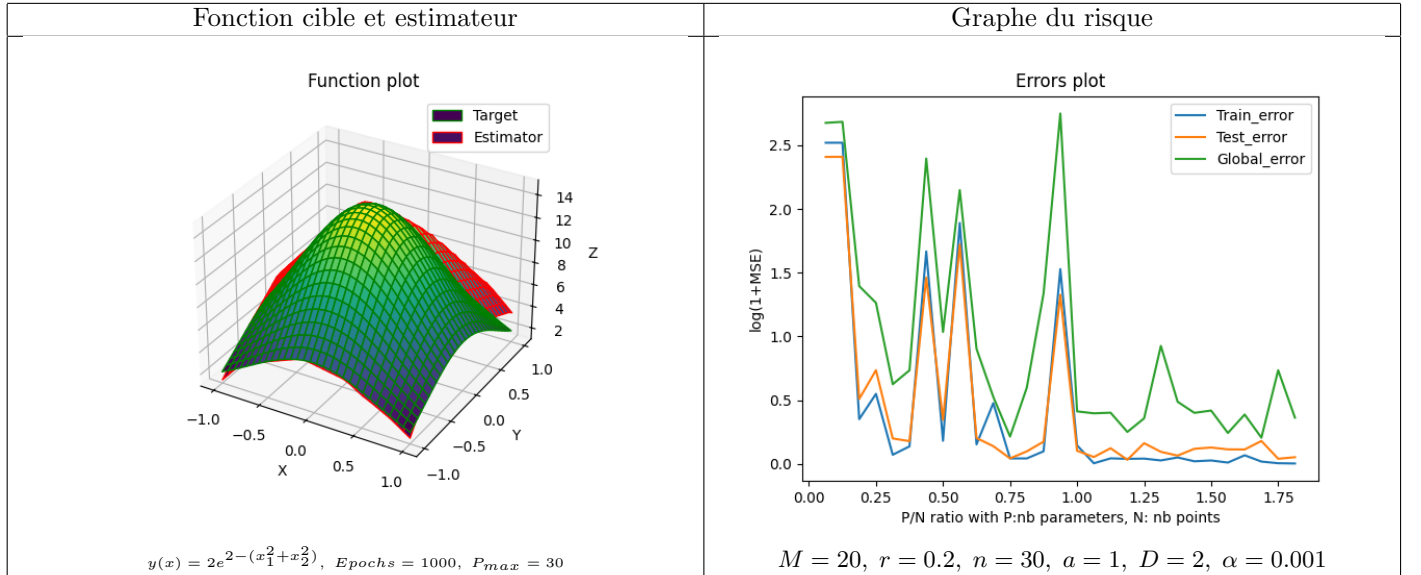 Fonction cible et estimateur
Function plot
Target
Estimator
14
12
10
8
6
4
2
Z
1.0
0.5
0.0
−0.5
−1.0
Y
−1.0
−0.5
0.0
0.5
1.0
X
y(x) = 2e^{2−(x_1^2+x_2^2)}, Epochs = 1000, P_{max} = 30
Graphe du risque
Errors plot
Train_error
Test_error
Global_error
2.5
2.0
1.5
1.0
0.5
0.0
log(1+MSE)
0.00 0.25 0.50 0.75 1.00 1.25 1.50 1.75
P/N ratio with P:nb parameters, N: nb points
M = 20, r = 0.2, n = 30, a = 1, D = 2, α = 0.001